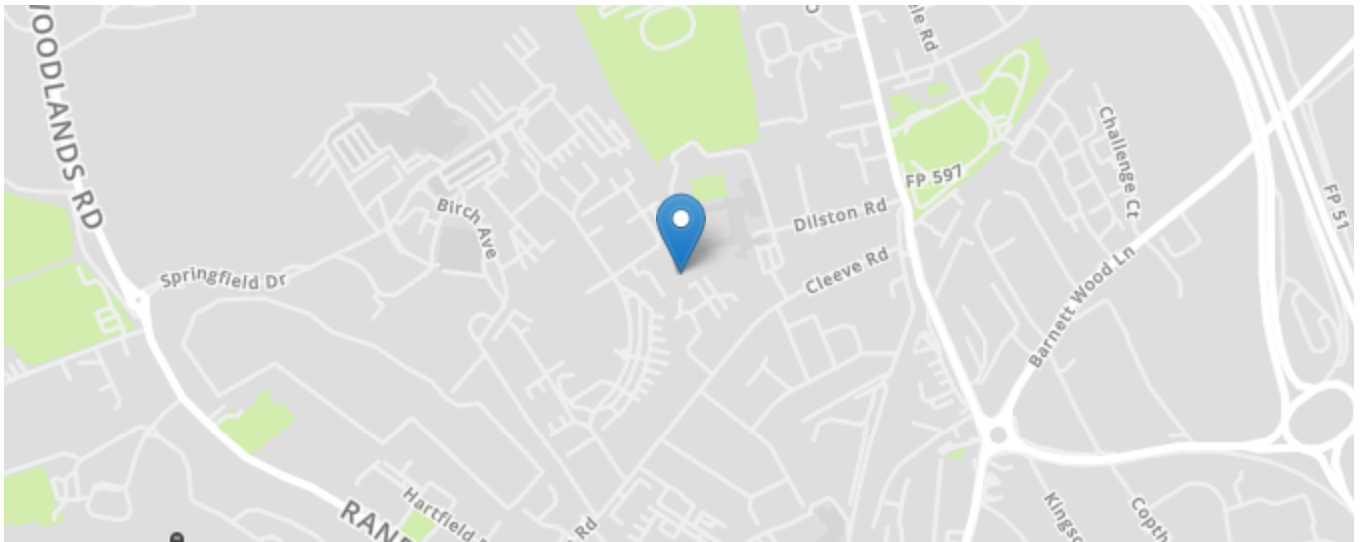 WOODLANDS RD
Birch Ave
Springfield Dr
FP 597
Dilston Rd
Cleeve Rd
Challenge Ct
FP 51
Barnett Wood Ln
Hartfield
Rd